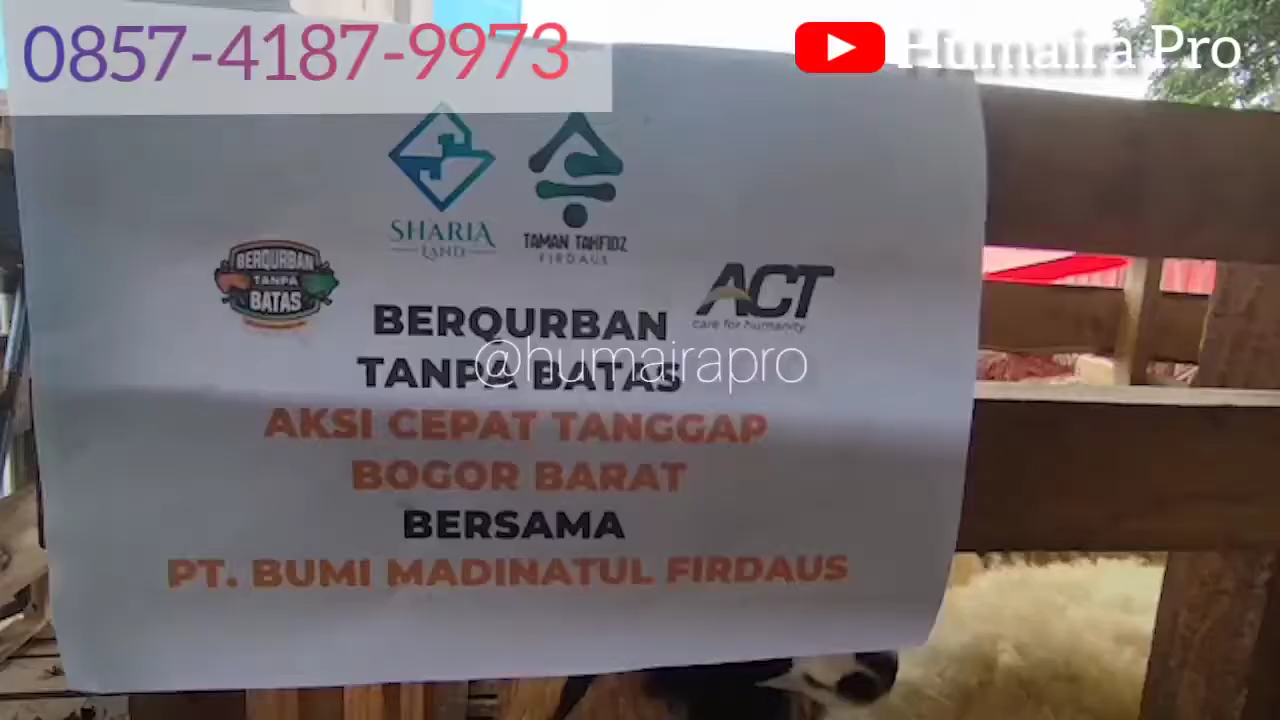 0857-4187-9973
Humaira Pro
SHARIA
LAND
TAMAN TAHFIDZ
FIRDAUS
BERQURBAN
TANPA
BATAS
ACT
care for humanity
BERQURBAN
TANPA BATAS
@humairapro
AKSI CEPAT TANGGAP
BOGOR BARAT
BERSAMA
PT. BUMI MADINATUL FIRDAUS